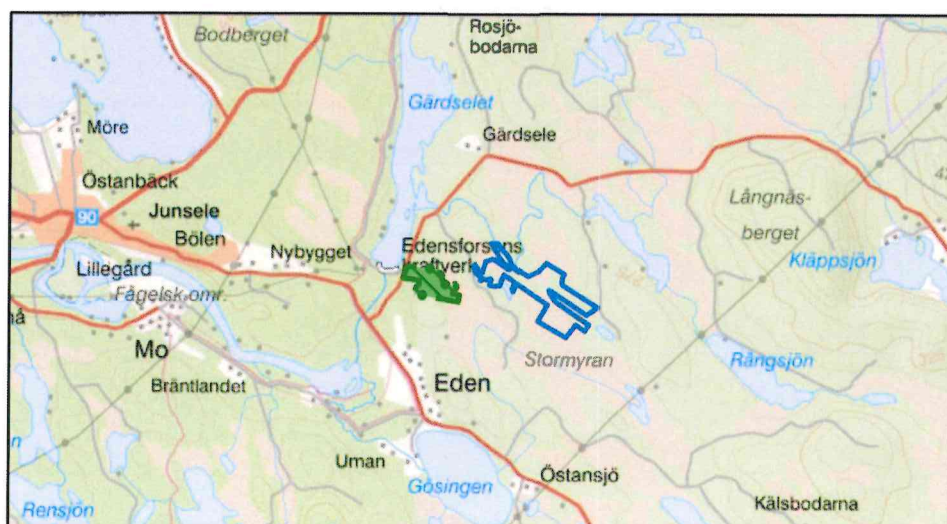 Bodberget
Rosjö-
bodarna
Gärdselet
Möre
Gärdsele
Östanbäck
90
Junsele
Bölen
Långnäs-
berget
Nybygget
Edensforsens
kraftverk
Lillegård
Kläppsjön
Fågelsk.omr.
Mo
Stormyran
Rångsjön
Bräntlandet
Eden
Uman
Östansjö
Gösingen
Kälsbodarna
Rensjön